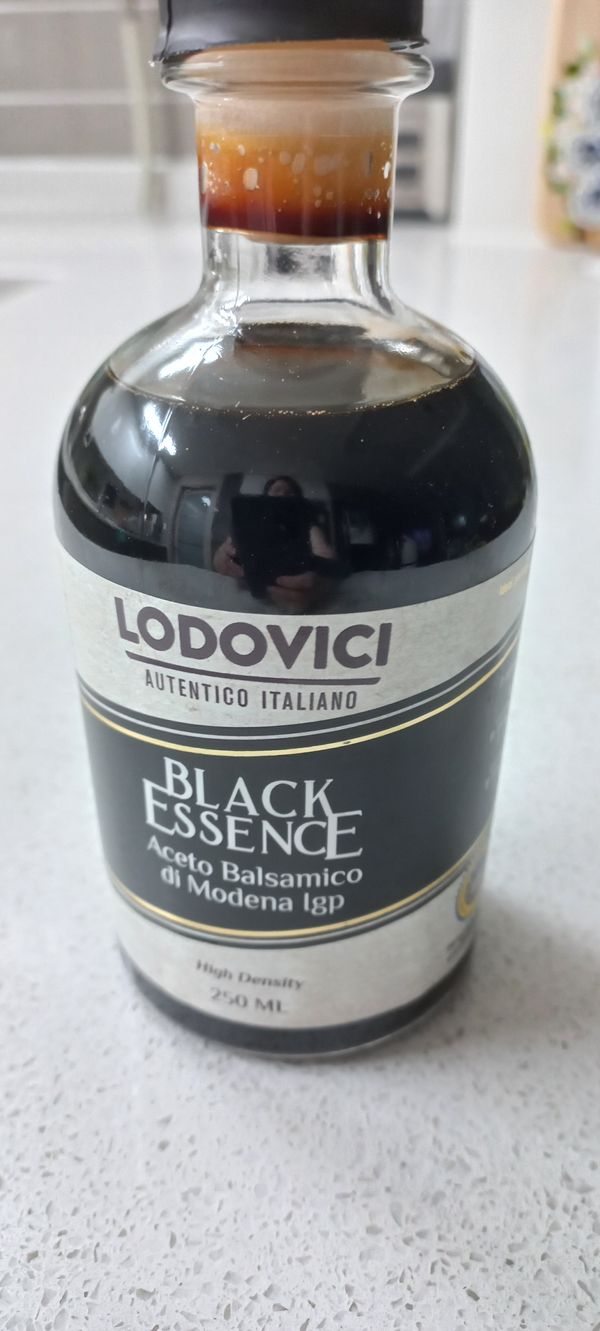 LODOVICI
AUTENTICO ITALIANO
BLACK
ESSENCE
Aceto Balsamico
di Modena Igp
High Density
250 ML